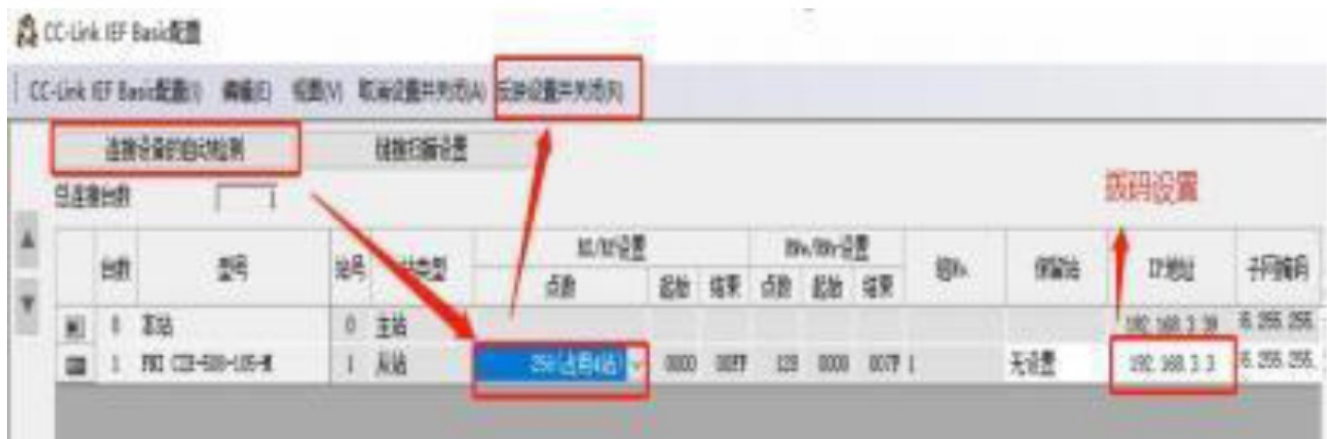 CC-Link IEF Basic配置
CC-Link IEF Basic配置(I) 编辑(E) 视图(V) 取消设置并关闭(A) 反映设置并关闭(R)
连接设备的自动检测 链接扫描设置
总连接台数 1
拨码设置
台数 型号 站号 站类型 RX/RY设置 RWw/RWr设置 组No. 保留站 IP地址 子网掩码
点数 起始 结束 点数 起始 结束
0 本站 0 主站 192.168.3.39
1 1 从站 256(占用4站) 0000 00FF 128 0000 007F 1 无设置 192.168.3.3